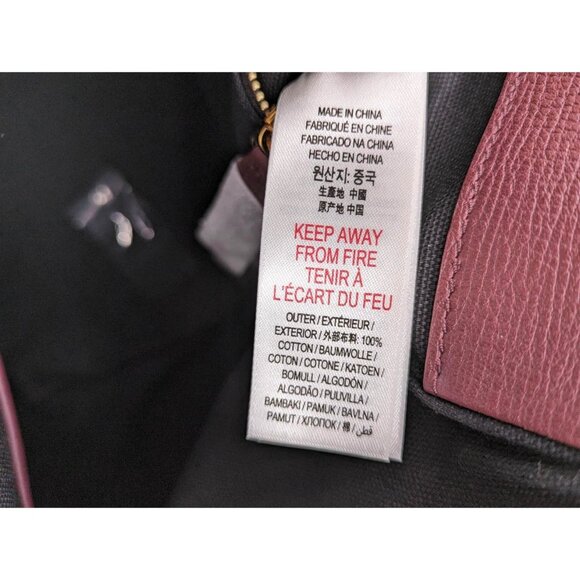 MADE IN CHINA
FABRIQUÉ EN CHINE
FABRICADO NA CHINA
HECHO EN CHINA
원산지: 중국
生產地 中國
原产地 中国
KEEP AWAY
FROM FIRE
TENIR À
L'ÉCART DU FEU
OUTER / EXTÉRIEUR /
EXTERIOR / 外部布料: 100%
COTTON / BAUMWOLLE /
COTON / COTONE / KATOEN /
BOMULL / ALGODÓN /
ALGODÃO / PUUVILLA /
BAMBAKI / PAMUK / BAVLNA /
PAMUT / ХЛОПОК / 棉 / قطن